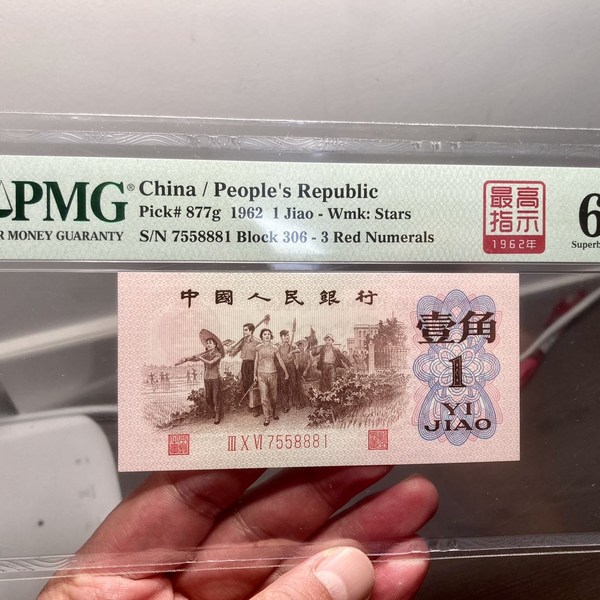 PMG®
R MONEY GUARANTY
China / People's Republic
Pick# 877g 1962 1 Jiao - Wmk: Stars
S/N 7558881 Block 306 - 3 Red Numerals
最高
指示
1962年
6
Superb
中國人民銀行
壹角
1
YI
JIAO
III X VI 7558881